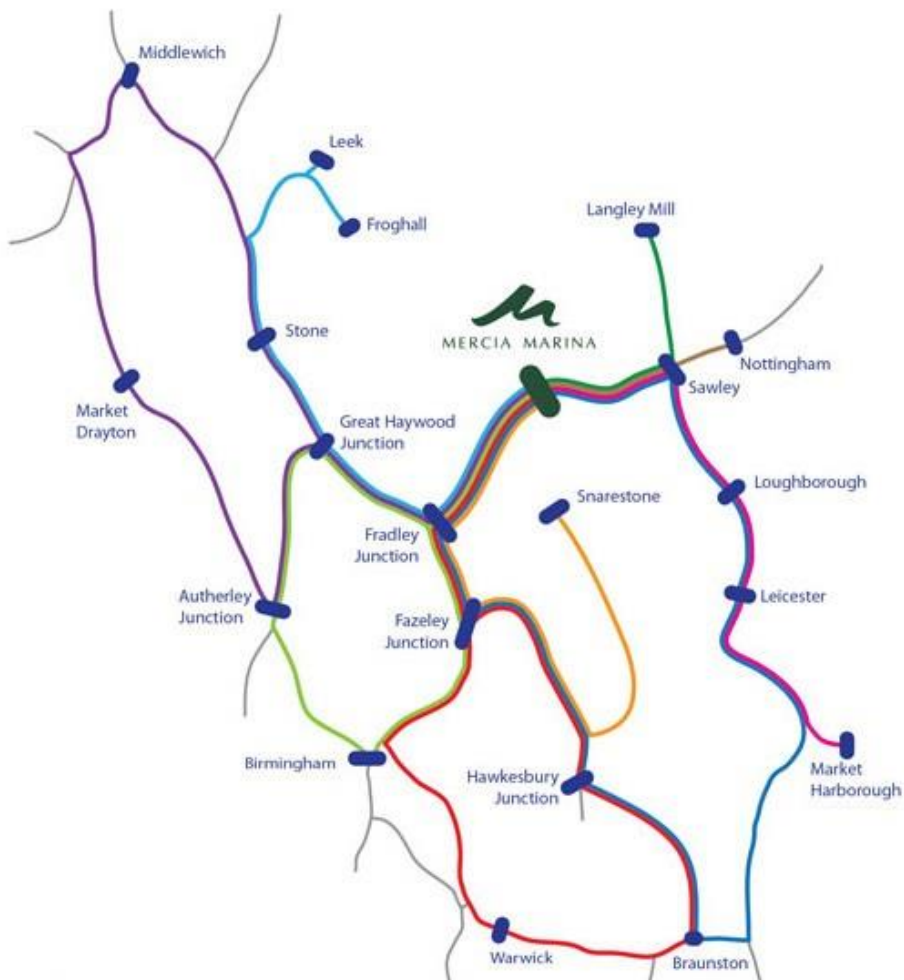 Middlewich
Leek
Froghall
Langley Mill
Stone
MERCIA MARINA
Nottingham
Sawley
Market
Drayton
Great Haywood
Junction
Loughborough
Snarestone
Fradley
Junction
Autherley
Junction
Leicester
Fazeley
Junction
Birmingham
Hawkesbury
Junction
Market
Harborough
Warwick
Braunston